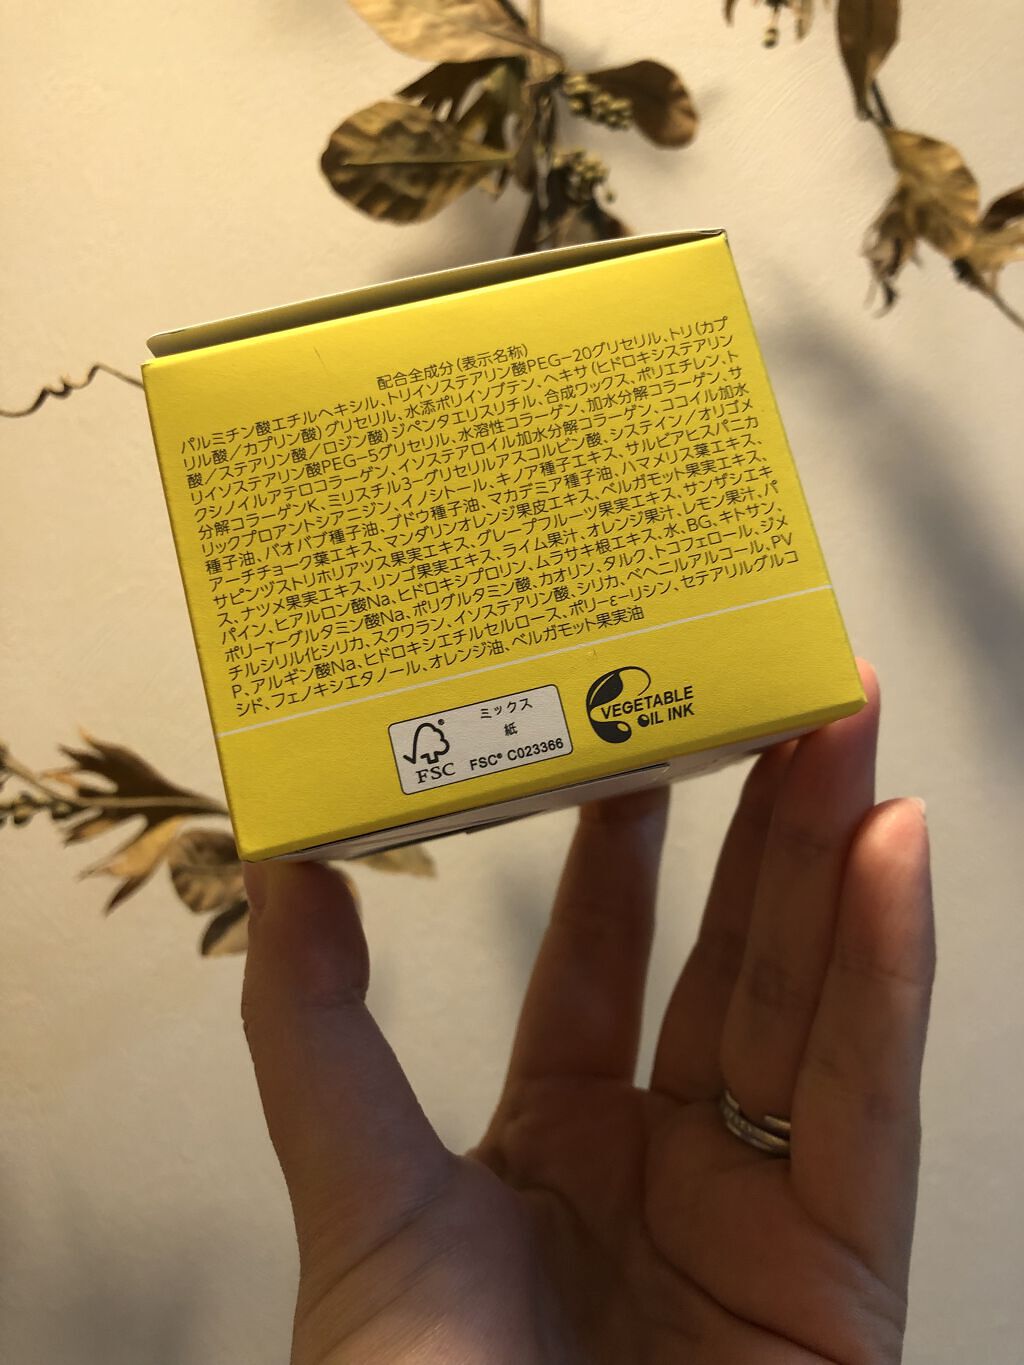 配合全成分（表示名称）
パルミチン酸エチルヘキシル、トリイソステアリン酸PEG−20グリセリル、トリ（カプ
リル酸／カプリン酸）グリセリル、水添ポリイソブテン、ヘキサ（ヒドロキシステアリン
酸／ステアリン酸／ロジン酸）ジペンタエリスリチル、合成ワックス、ポリエチレン、ト
リイソステアリン酸PEG−5グリセリル、水溶性コラーゲン、加水分解コラーゲン、サ
クシノイルアテロコラーゲン、イソステアロイル加水分解コラーゲン、ココイル加水
分解コラーゲンK、ミリスチル3−グリセリルアスコルビン酸、システイン／オリゴメ
リックプロアントシアニジン、イノシトール、キノア種子エキス、サルビアヒスパニカ
種子油、バオバブ種子油、ブドウ種子油、マカデミア種子油、ハマメリス葉エキス、
アーチチョーク葉エキス、マンダリンオレンジ果皮エキス、ベルガモット果実エキス、
サピンヅストリホリアツス果実エキス、グレープフルーツ果実エキス、サンザシエキ
ス、ナツメ果実エキス、リンゴ果実エキス、ライム果汁、オレンジ果汁、レモン果汁、パ
パイン、ヒアルロン酸Na、ヒドロキシプロリン、ムラサキ根エキス、水、BG、キトサン、
ポリ−γ−グルタミン酸Na、ポリグルタミン酸、カオリン、タルク、トコフェロール、ジメ
チルシリル化シリカ、スクワラン、イソステアリン酸、シリカ、ベヘニルアルコール、PV
P、アルギン酸Na、ヒドロキシエチルセルロース、ポリ−ε−リシン、セテアリルグルコ
シド、フェノキシエタノール、オレンジ油、ベルガモット果実油
FSC
ミックス
紙
FSC® C023366
VEGETABLE
OIL INK